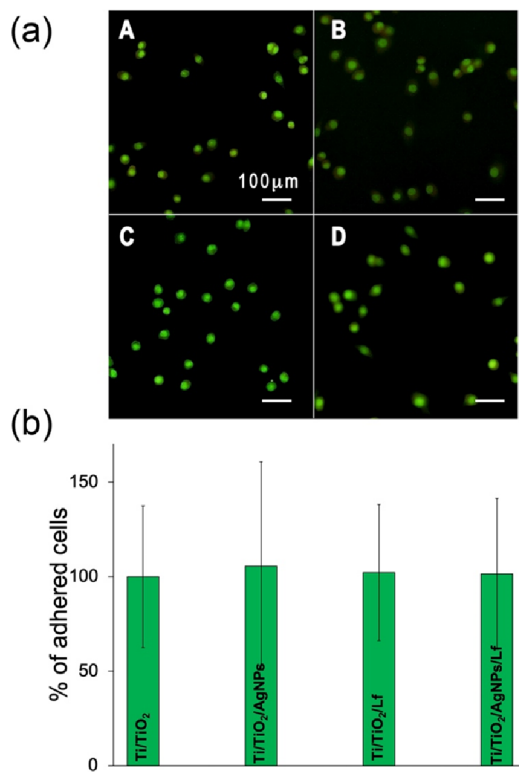 (a)
A
B
100μm
C
D
(b)
% of adhered cells
150
100
50
0
Ti/TiO₂
Ti/TiO₂/AgNPs
Ti/TiO₂/Lf
Ti/TiO₂/AgNPs/Lf